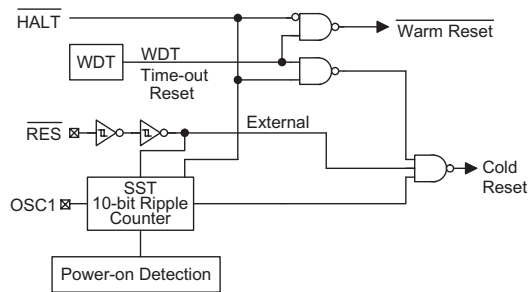 HALT
Warm Reset
WDT
WDT
Time-out
Reset
RES
External
Cold
Reset
OSC1
SST
10-bit Ripple
Counter
Power-on Detection